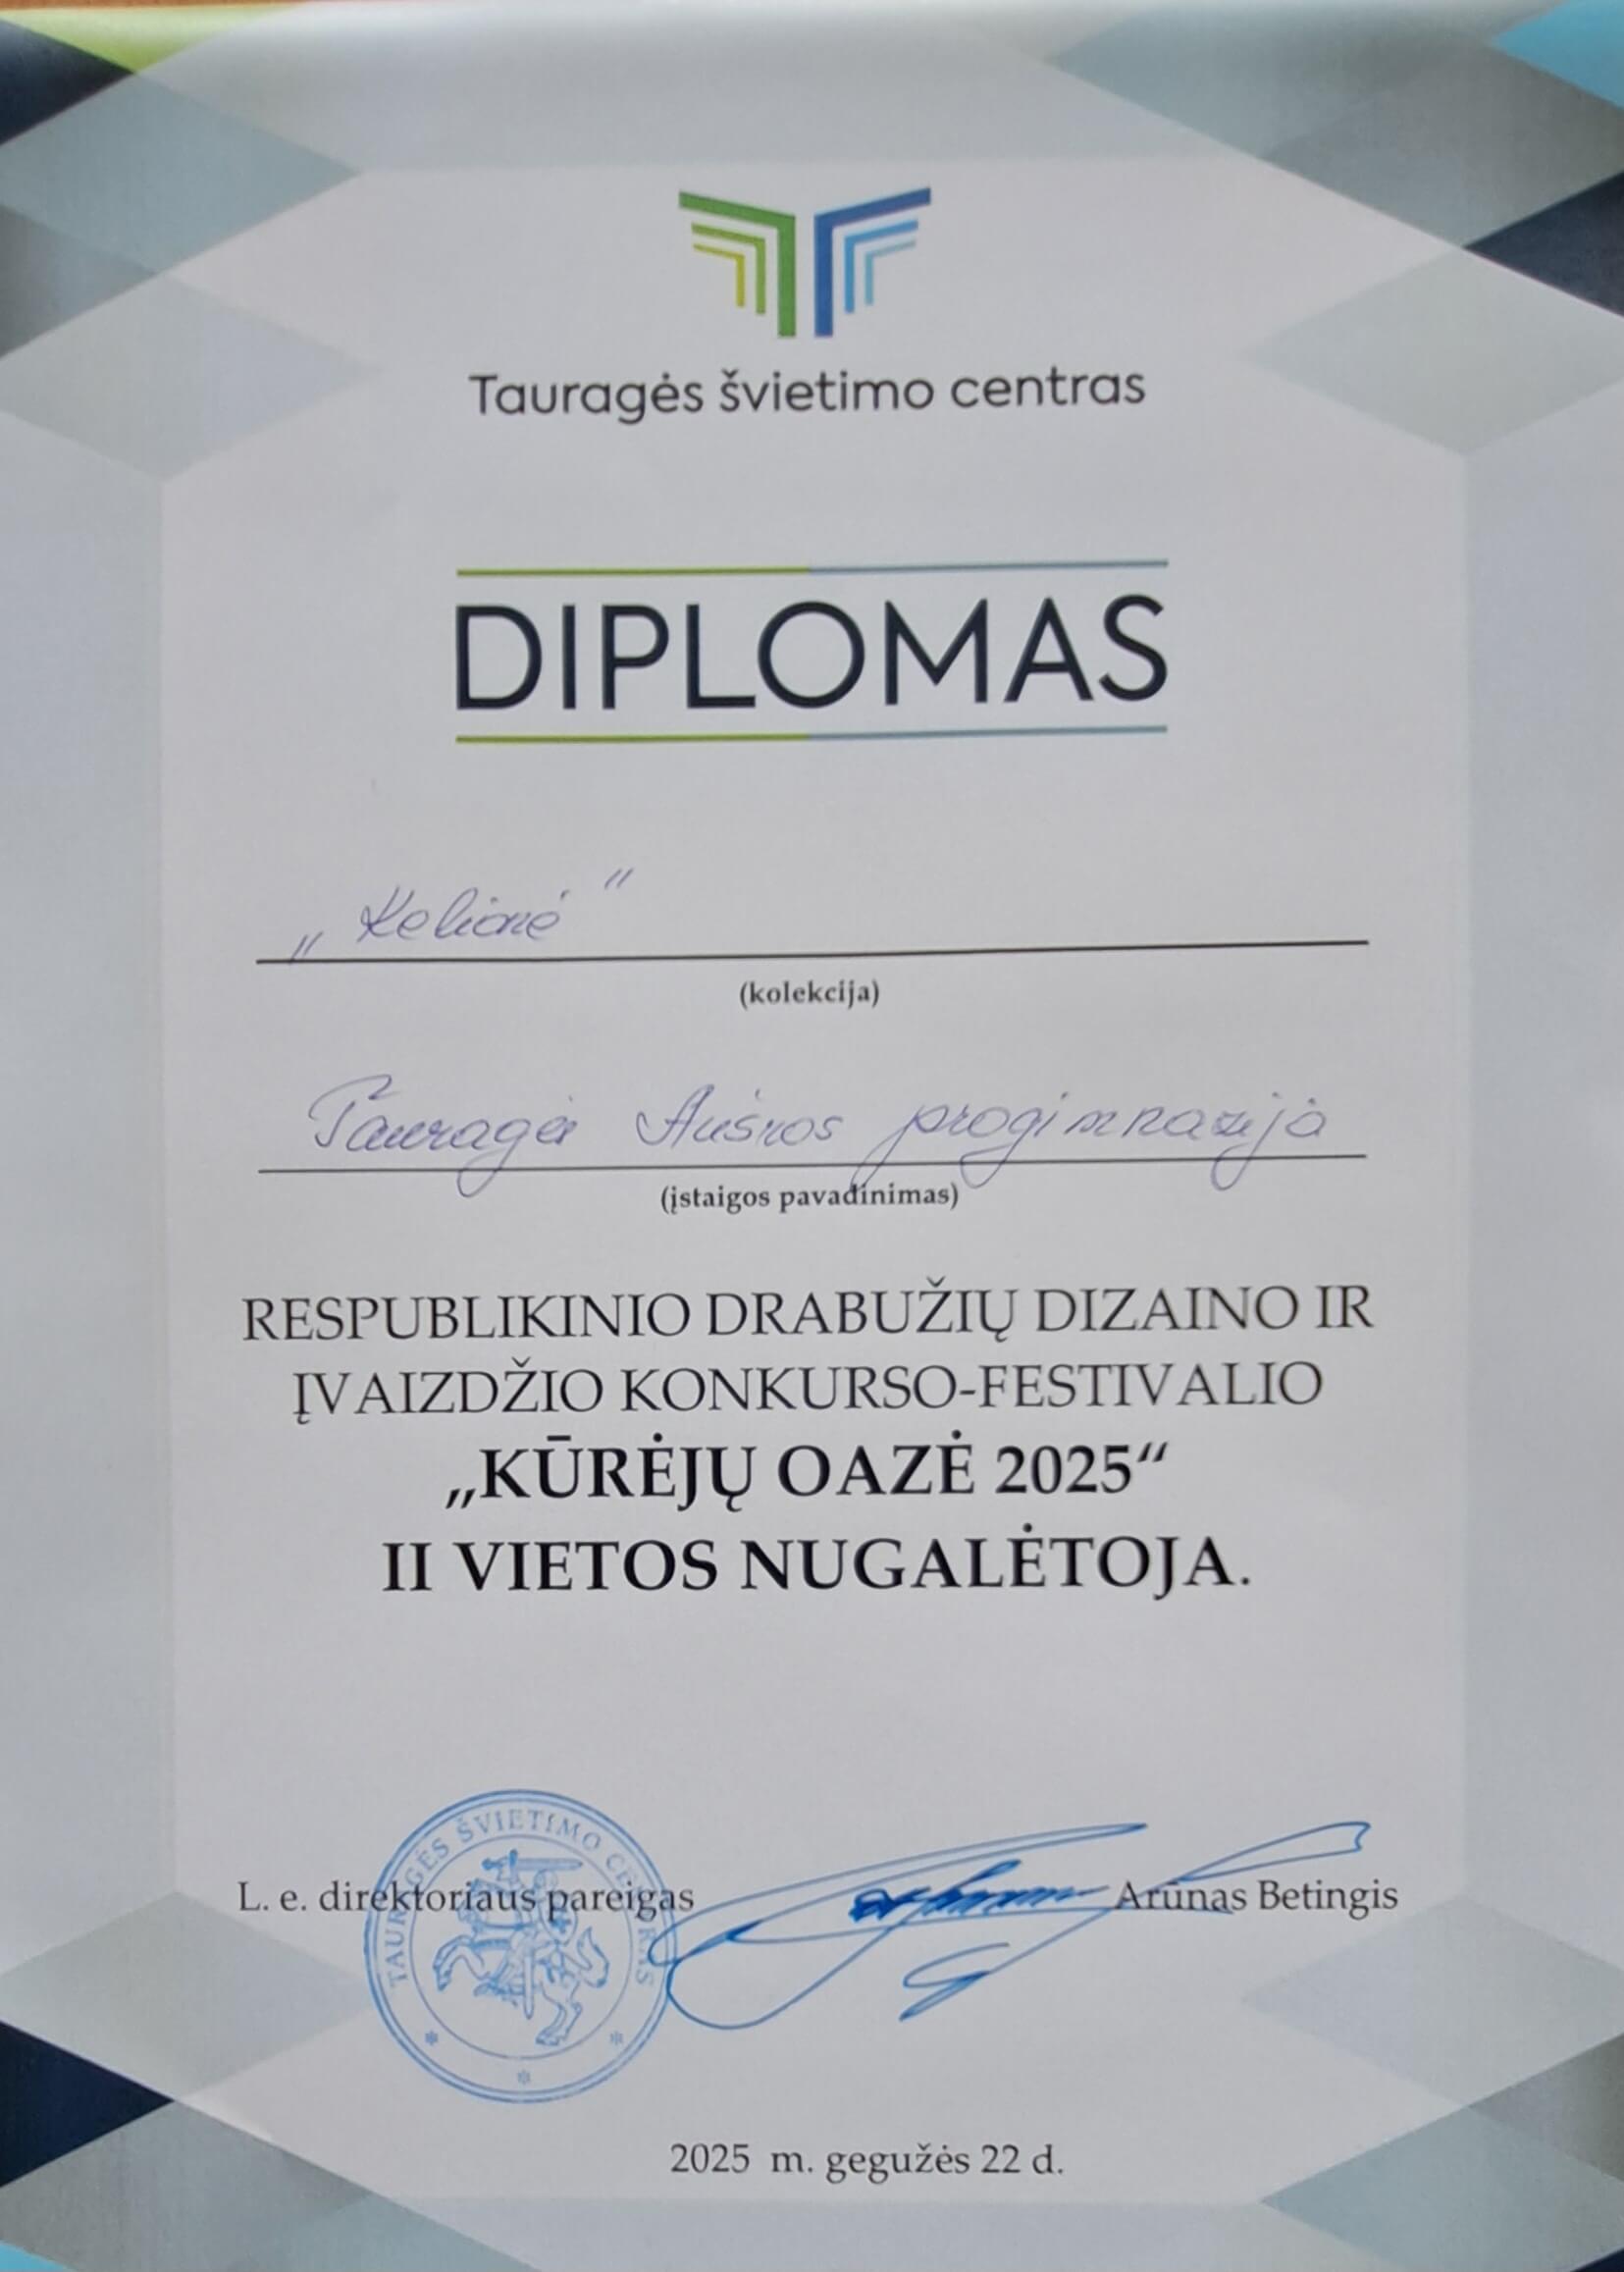 Tauragės švietimo centras
DIPLOMAS
„Kelionė“
(kolekcija)
Tauragės Aušros progimnazija
(įstaigos pavadinimas)
RESPUBLIKINIO DRABUŽIŲ DIZAINO IR
ĮVAIZDŽIO KONKURSO-FESTIVALIO
„KŪRĖJŲ OAZĖ 2025“
II VIETOS NUGALĖTOJA.
TAURAGĖS ŠVIETIMO CENTRAS
L. e. direktoriaus pareigas Arūnas Betingis
2025 m. gegužės 22 d.